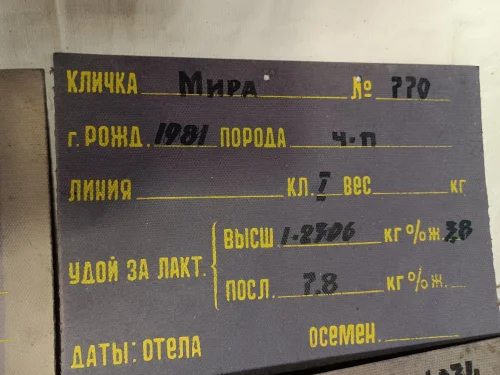 КЛИЧКА Мира № 770
г. РОЖД. 1981 ПОРОДА ч-п
ЛИНИЯ КЛ. I ВЕС КГ
УДОЙ ЗА ЛАКТ.
ВЫСШ 1-2306 КГ % Ж. 3.8
ПОСЛ. 7.8 КГ % Ж.
ДАТЫ: ОТЕЛА ОСЕМЕН.